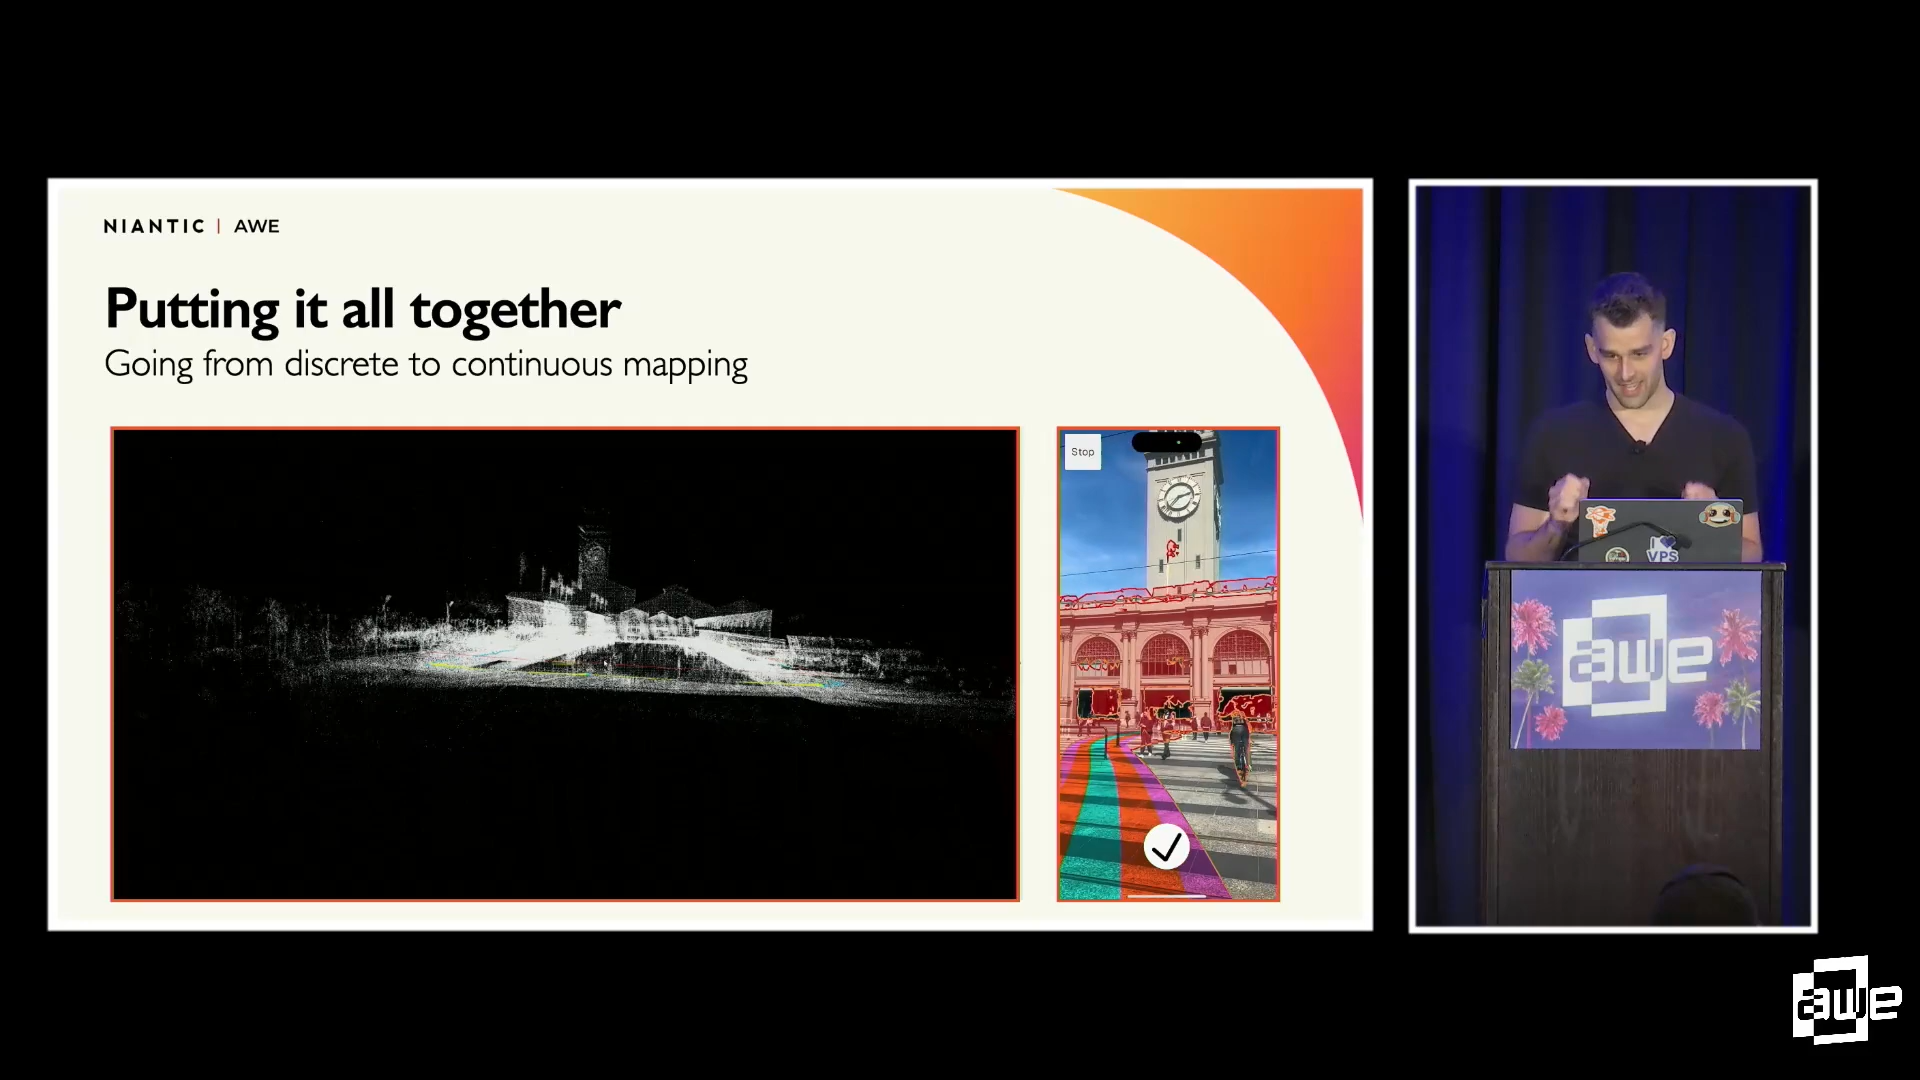 NIANTIC | AWE
Putting it all together
Going from discrete to continuous mapping
Stop
I
VPS
awe
awe